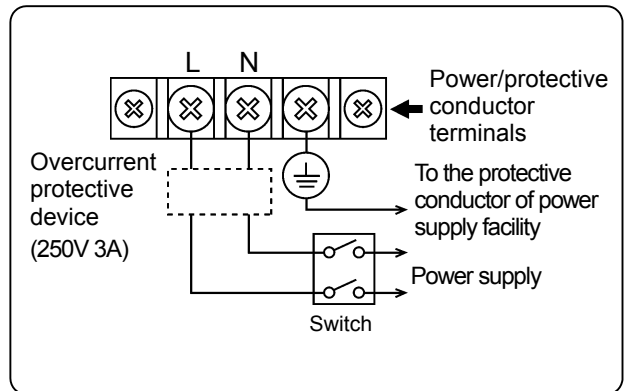 L N
Power/protective
conductor
terminals
Overcurrent
protective
device
(250V 3A)
To the protective
conductor of power
supply facility
Power supply
Switch